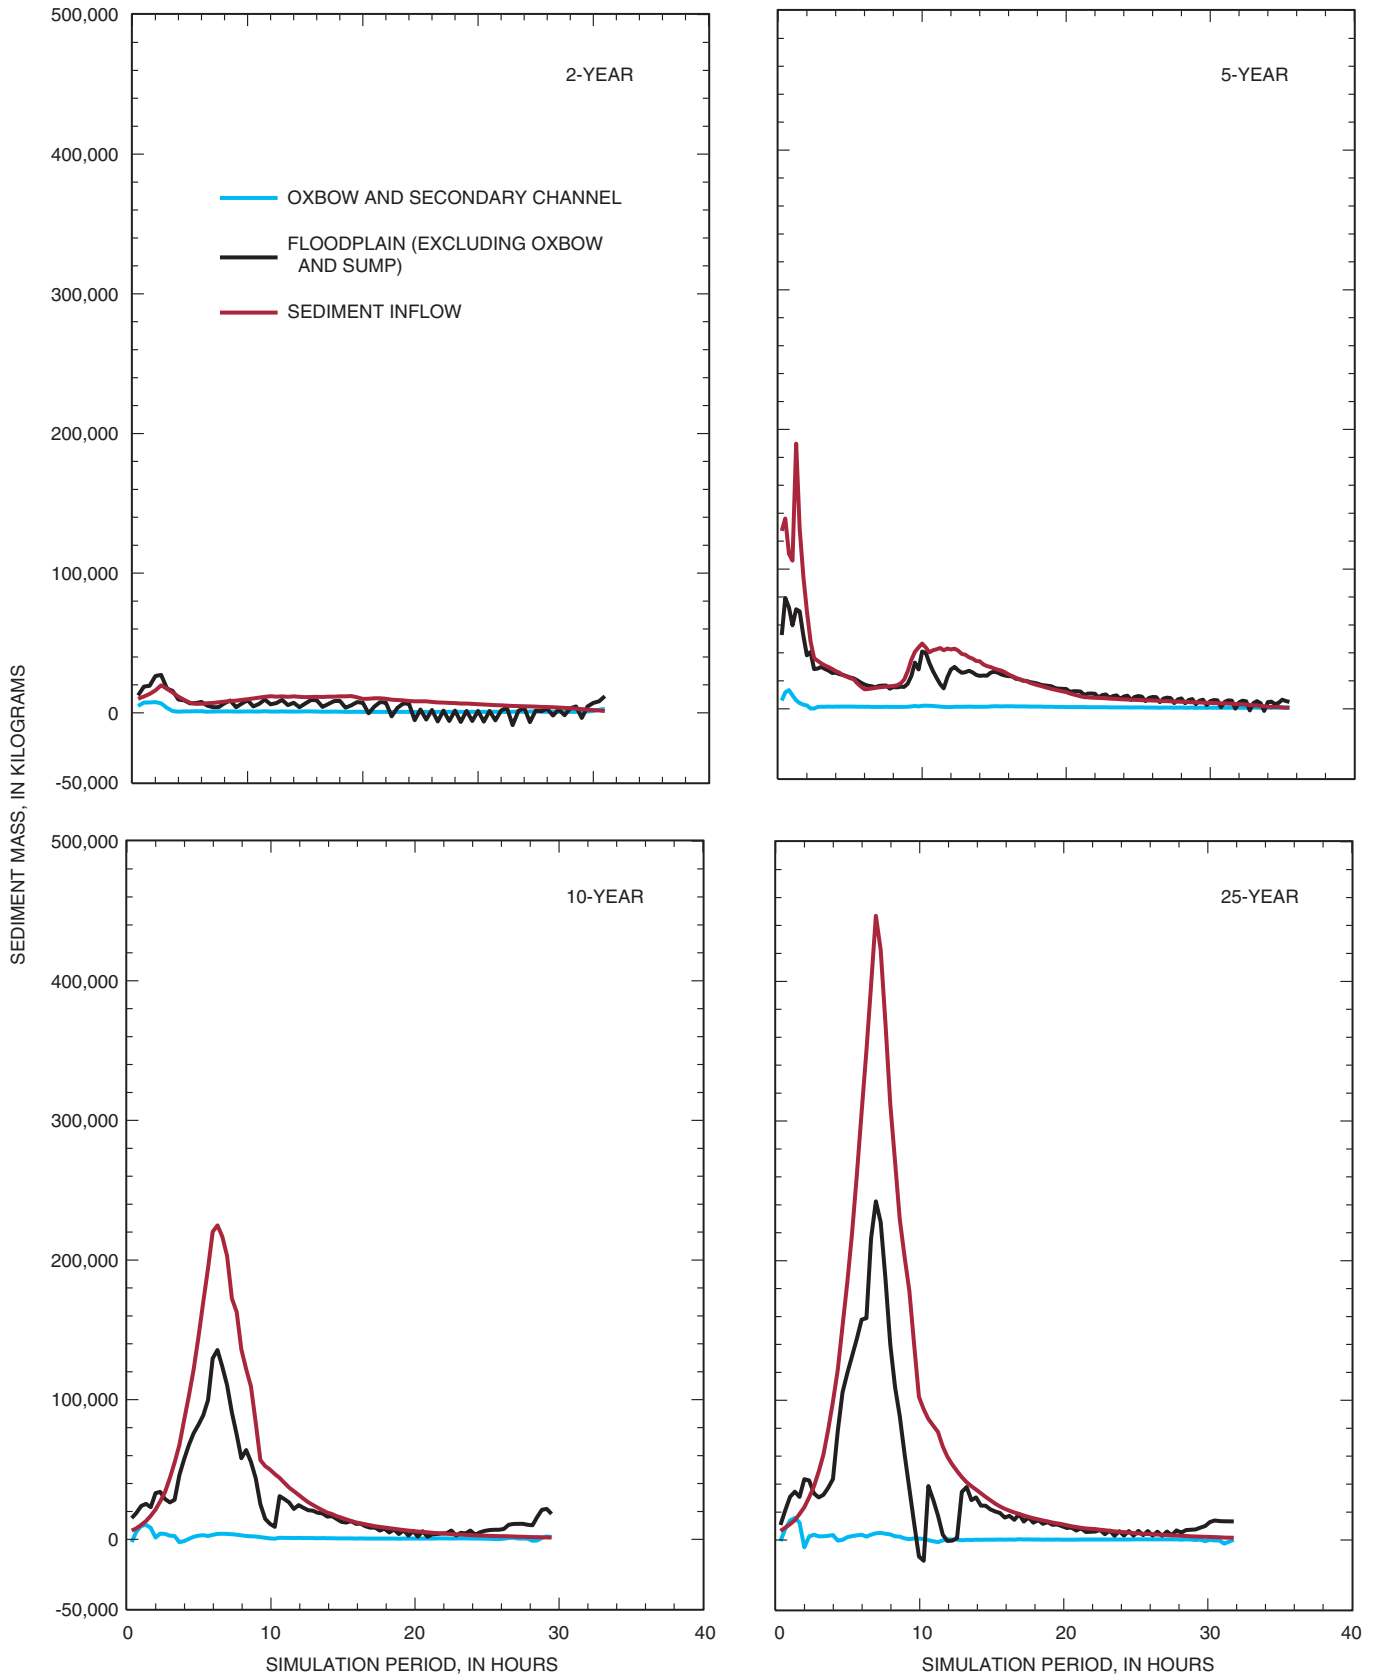 SEDIMENT MASS, IN KILOGRAMS
500,000
400,000
300,000
200,000
100,000
0
-50,000
2-YEAR
OXBOW AND SECONDARY CHANNEL
FLOODPLAIN (EXCLUDING OXBOW
AND SUMP)
SEDIMENT INFLOW
5-YEAR
500,000
400,000
300,000
200,000
100,000
0
-50,000
10-YEAR
0 10 20 30 40
SIMULATION PERIOD, IN HOURS
25-YEAR
0 10 20 30 40
SIMULATION PERIOD, IN HOURS